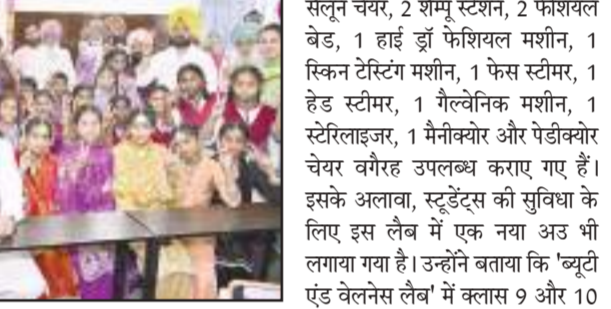 सैलून चेयर, 2 शैम्पू स्टेशन, 2 फेशियल
बेड, 1 हाई ड्रॉ फेशियल मशीन, 1
स्किन टेस्टिंग मशीन, 1 फेस स्टीमर, 1
हेड स्टीमर, 1 गैल्वेनिक मशीन, 1
स्टेरिलाइजर, 1 मैनीक्योर और पेडीक्योर
चेयर वगैरह उपलब्ध कराए गए हैं।
इसके अलावा, स्टूडेंट्स की सुविधा के
लिए इस लैब में एक नया अउ भी
लगाया गया है। उन्होंने बताया कि 'ब्यूटी
एंड वेलनेस लैब' में क्लास 9 और 10